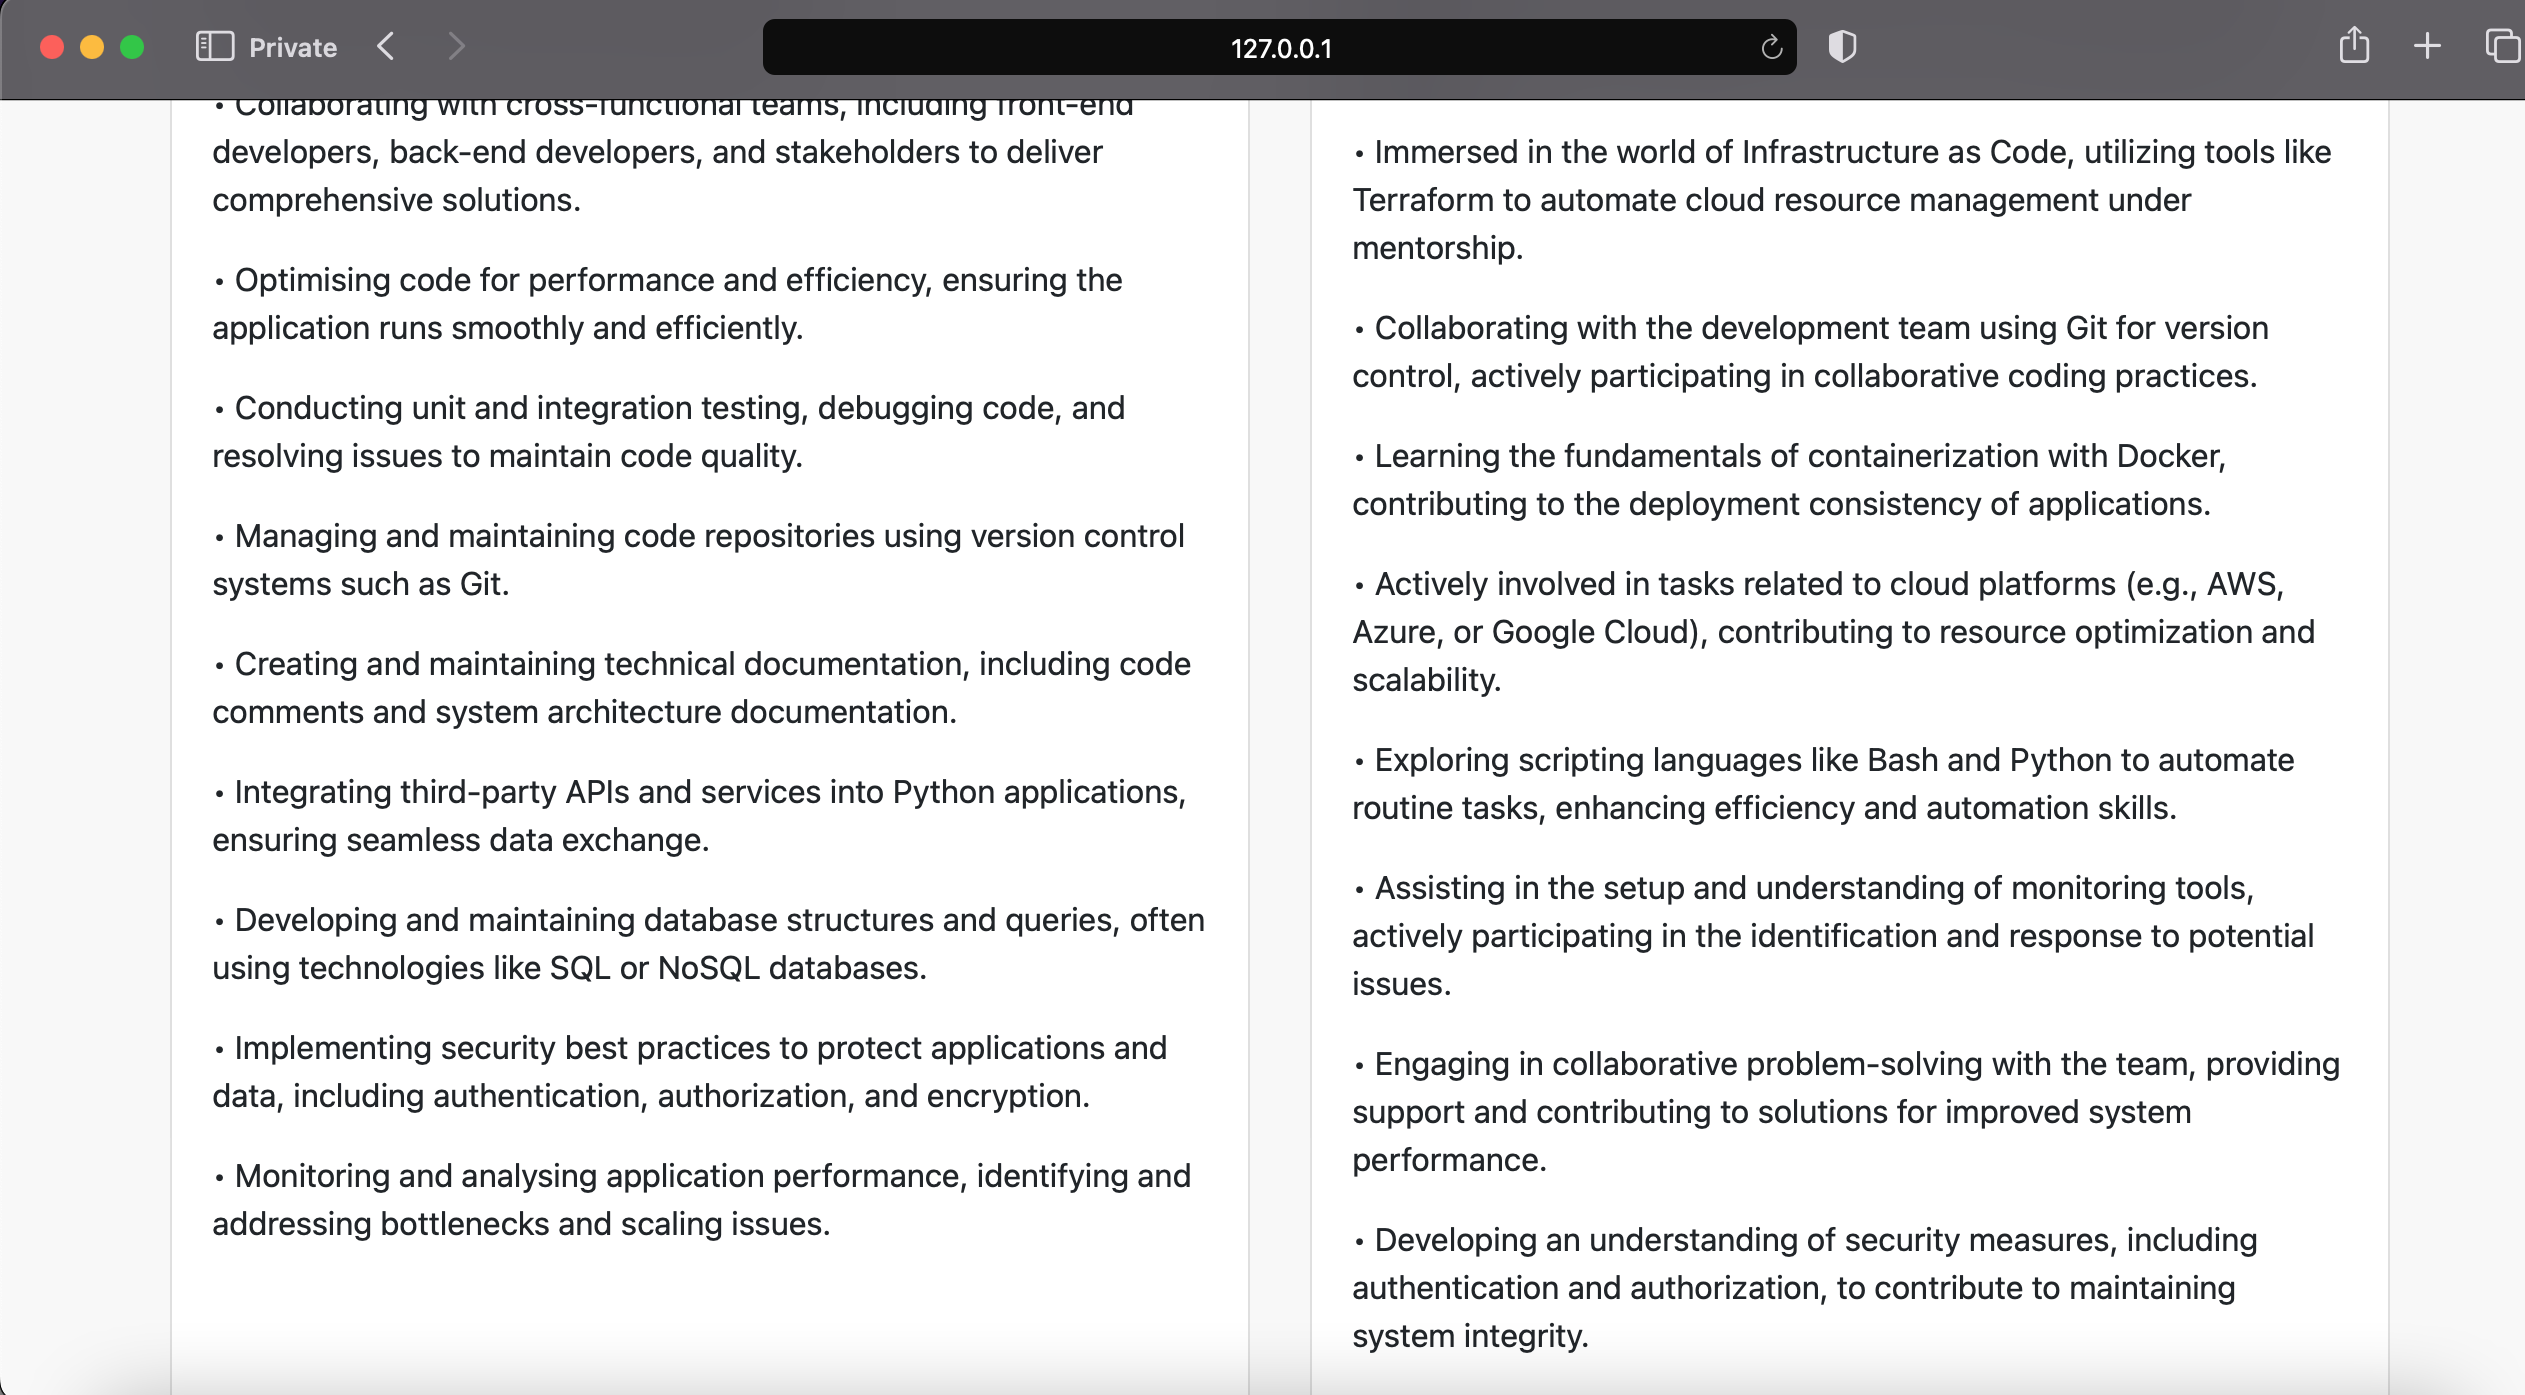 Private
127.0.0.1
• Collaborating with cross-functional teams, including front-end
developers, back-end developers, and stakeholders to deliver
comprehensive solutions.
• Optimising code for performance and efficiency, ensuring the
application runs smoothly and efficiently.
• Conducting unit and integration testing, debugging code, and
resolving issues to maintain code quality.
• Managing and maintaining code repositories using version control
systems such as Git.
• Creating and maintaining technical documentation, including code
comments and system architecture documentation.
• Integrating third-party APIs and services into Python applications,
ensuring seamless data exchange.
• Developing and maintaining database structures and queries, often
using technologies like SQL or NoSQL databases.
• Implementing security best practices to protect applications and
data, including authentication, authorization, and encryption.
• Monitoring and analysing application performance, identifying and
addressing bottlenecks and scaling issues.
• Immersed in the world of Infrastructure as Code, utilizing tools like
Terraform to automate cloud resource management under
mentorship.
• Collaborating with the development team using Git for version
control, actively participating in collaborative coding practices.
• Learning the fundamentals of containerization with Docker,
contributing to the deployment consistency of applications.
• Actively involved in tasks related to cloud platforms (e.g., AWS,
Azure, or Google Cloud), contributing to resource optimization and
scalability.
• Exploring scripting languages like Bash and Python to automate
routine tasks, enhancing efficiency and automation skills.
• Assisting in the setup and understanding of monitoring tools,
actively participating in the identification and response to potential
issues.
• Engaging in collaborative problem-solving with the team, providing
support and contributing to solutions for improved system
performance.
• Developing an understanding of security measures, including
authentication and authorization, to contribute to maintaining
system integrity.